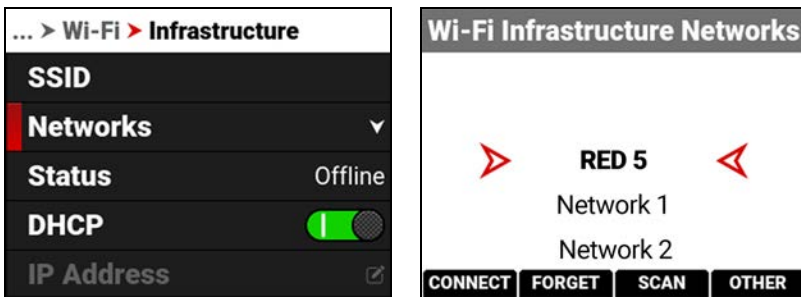 ... > Wi-Fi > Infrastructure
SSID
Networks
Status Offline
DHCP
IP Address
Wi-Fi Infrastructure Networks
RED 5
Network 1
Network 2
CONNECT FORGET SCAN OTHER